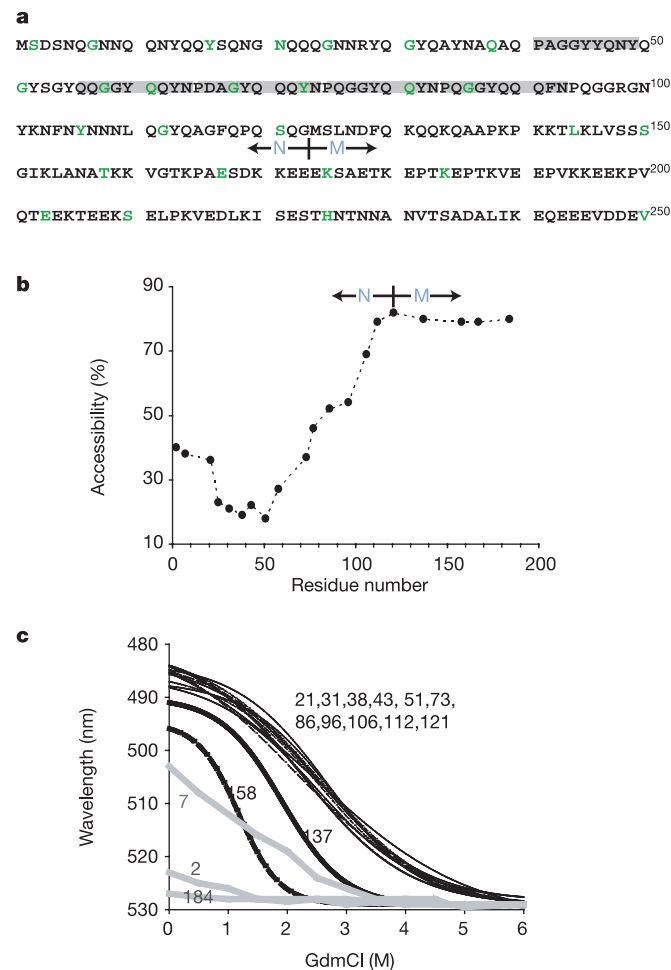 a
MSDSNQGNNQ QNYQQYSQNG NQQQGNNRYQ GYQAYNAQAQ PAGGYYQNYQ50
GYSGYQQGGY QQYNPDAGYQ QQYNPQGGYQ QYNPQGGYQQ QFNPQGGRGN100
YKNFNYNNNL QGYQAGFQPQ SQGMSLNDFQ KQQKQAAPKP KKTLKLVSSS150
N M
GIKLANATKK VGTKPAESDK KEEEKSAETK EPTKEPTKVE EPVKKEEKPV200
QTEEKTEEKS ELPKVEDLKI SESTHNTNNA NVTSADALIK EQEEEVDDEV250
b
N M
90
70
50
30
10
0 50 100 150 200
Accessibility (%)
Residue number
c
480
490
500
510
520
530
21,31,38,43, 51,73,
86,96,106,112,121
7
158
137
2
184
0 1 2 3 4 5 6
Wavelength (nm)
GdmCl (M)